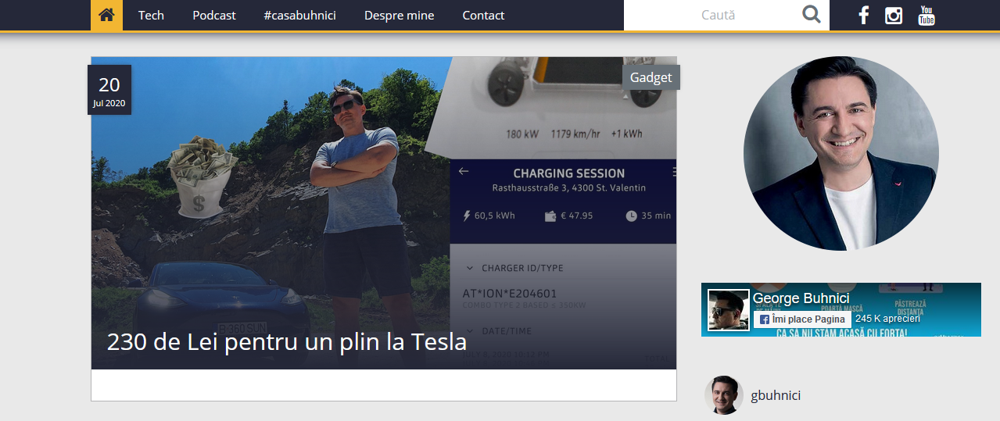 Tech
Podcast
#casabuhnici
Despre mine
Contact
Caută
You
Tube
20
Jul 2020
Gadget
180 kW 1179 km/hr +1 kWh
CHARGING SESSION
Rasthausstraße 3, 4300 St. Valentin
60,5 kWh
€ 47.95
35 min
CHARGER ID/TYPE
AT*ION*E204601
COMBO TYPE 2 BASED ≤ 350KW
DATE/TIME
JULY 8, 2020 10:12 PM
$
B 360 SUN
230 de Lei pentru un plin la Tesla
George Buhnici
Îmi place Pagina
245 K aprecieri
POARTĂ MASCĂ
PĂSTREAZĂ
DISTANȚA
CA SĂ NU STĂM ACASĂ CU FORȚA!
gbuhnici